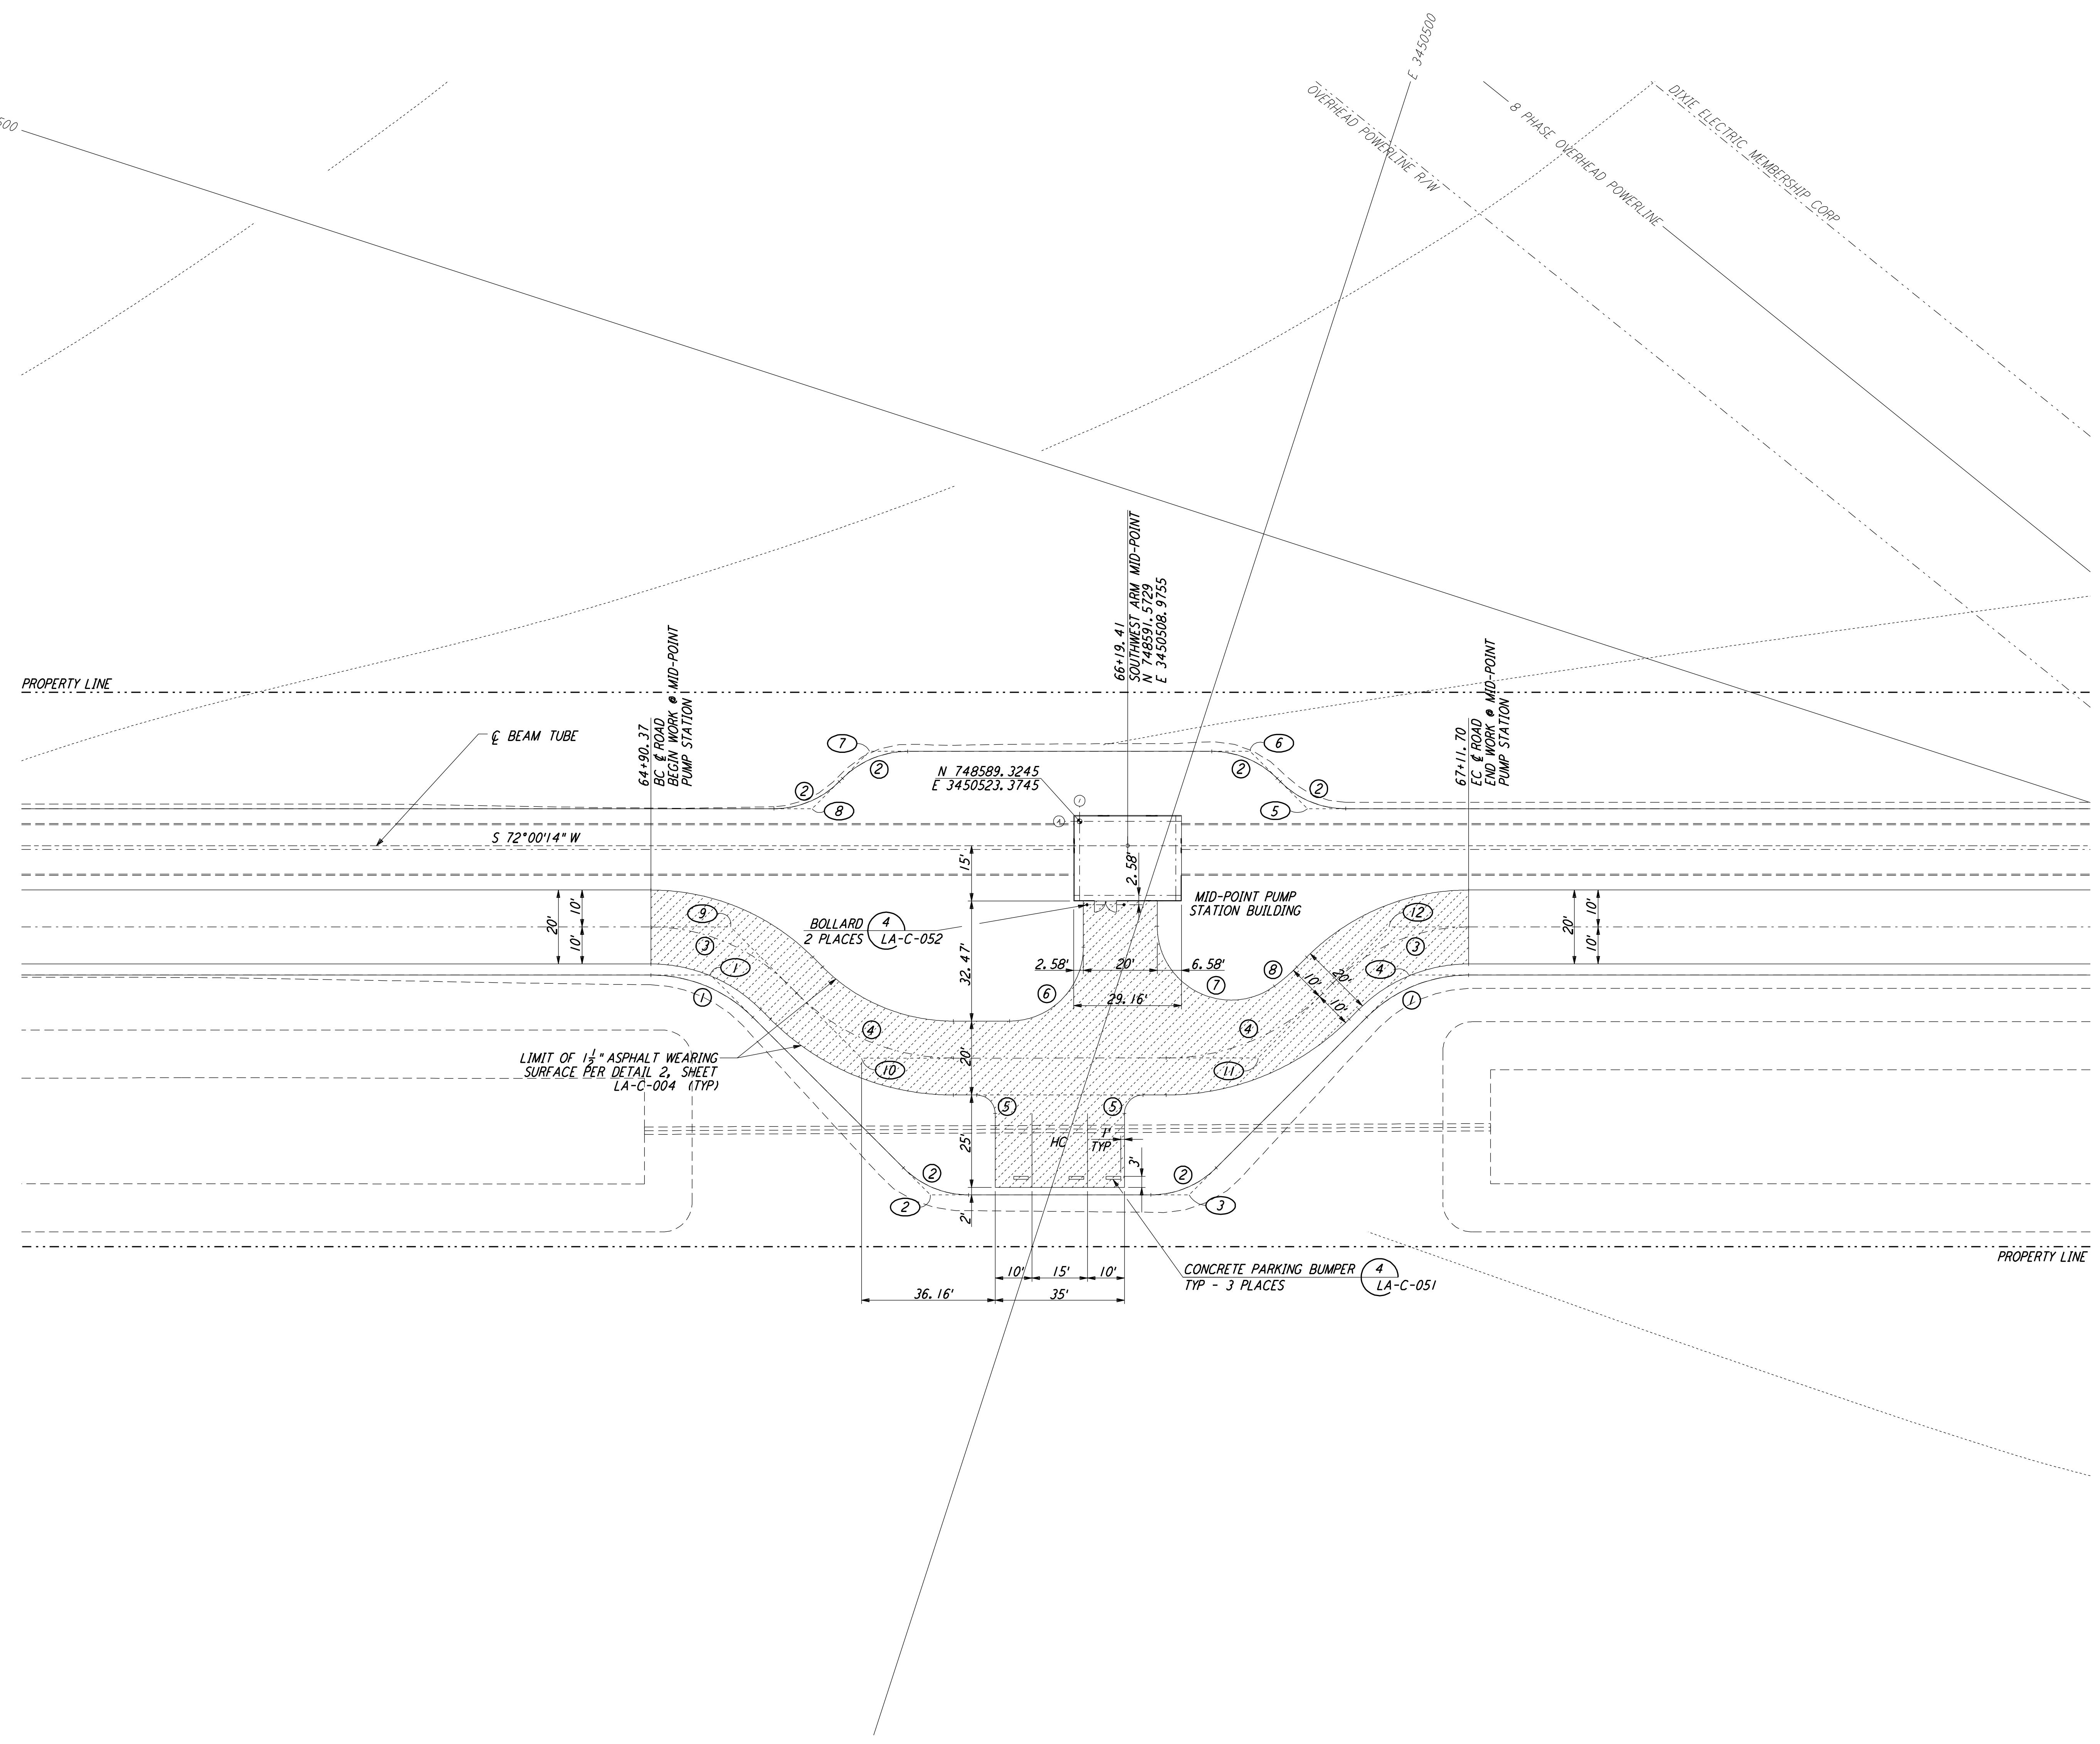 E 3450500
500
OVERHEAD POWERLINE R/W
8 PHASE OVERHEAD POWERLINE
DIXIE ELECTRIC MEMBERSHIP CORP
PROPERTY LINE
℄ BEAM TUBE
S 72°00'14" W
64+90.37
BC ℄ ROAD
BEGIN WORK @ MID-POINT
PUMP STATION
66+19.41
SOUTHWEST ARM MID-POINT
N 748591.5729
E 3450508.9755
67+11.70
EC ℄ ROAD
END WORK @ MID-POINT
PUMP STATION
7
2
2
8
N 748589.3245
E 3450523.3745
1
A
6
2
2
5
15'
2.58'
MID-POINT PUMP
STATION BUILDING
BOLLARD
2 PLACES
4
LA-C-052
20'
10'
10'
9
3
1
1
32.47'
2.58'
20'
6.58'
29.16'
6
7
8
20'
10'
10'
12
3
4
1
20'
10'
10'
4
4
10
11
20'
LIMIT OF 1½" ASPHALT WEARING
SURFACE PER DETAIL 2, SHEET
LA-C-004 (TYP)
5
5
25'
HC
1'
TYP
3'
2
2
2
3
2'
PROPERTY LINE
10'
15'
10'
36.16'
35'
CONCRETE PARKING BUMPER
TYP - 3 PLACES
4
LA-C-051